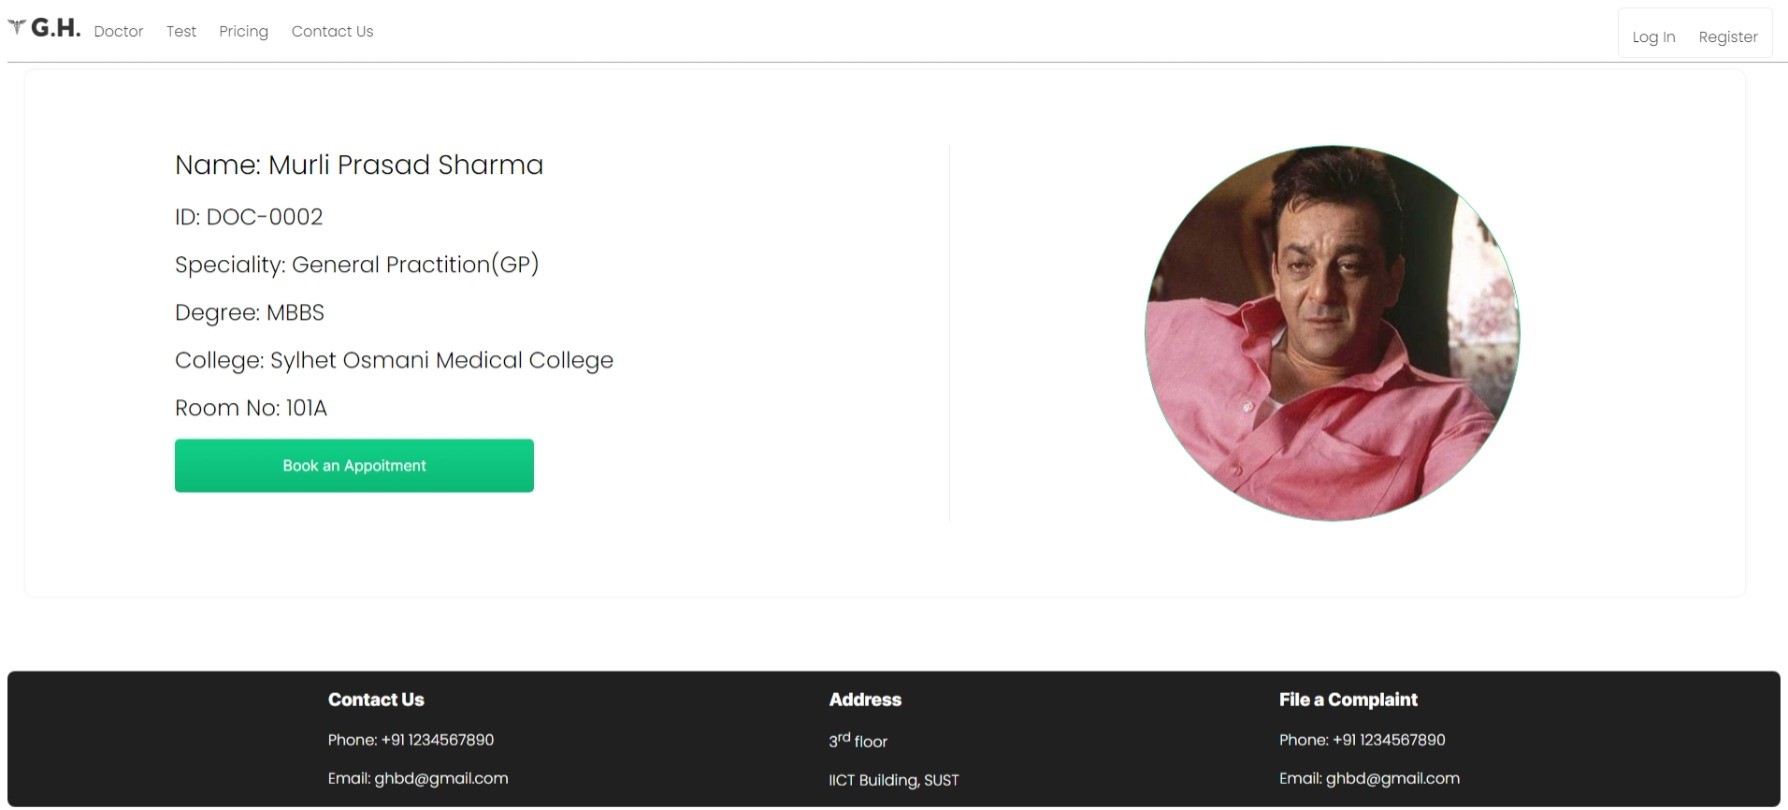 G.H. Doctor Test Pricing Contact Us Log In Register
Name: Murli Prasad Sharma
ID: DOC-0002
Speciality: General Practition(GP)
Degree: MBBS
College: Sylhet Osmani Medical College
Room No: 101A
Book an Appoitment
Contact Us
Phone: +91 1234567890
Email: ghbd@gmail.com
Address
3rd floor
IICT Building, SUST
File a Complaint
Phone: +91 1234567890
Email: ghbd@gmail.com